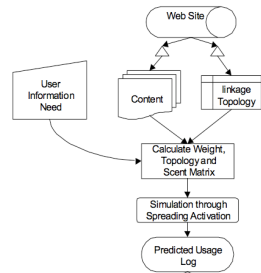 Web Site
User
Information
Need
Content
linkage
Topology
Calculate Weight,
Topology and
Scent Matrix
Simulation through
Spreading Activation
Predicted Usage
Log